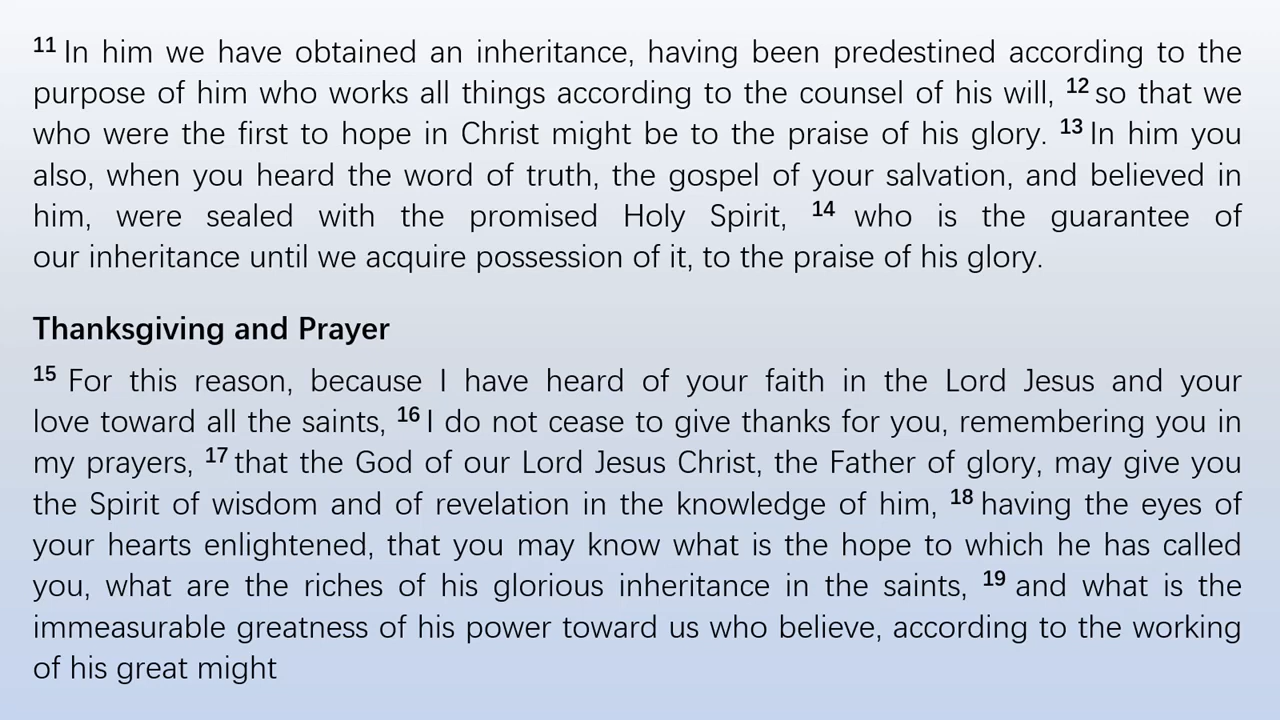 11 In him we have obtained an inheritance, having been predestined according to the
purpose of him who works all things according to the counsel of his will, 12 so that we
who were the first to hope in Christ might be to the praise of his glory. 13 In him you
also, when you heard the word of truth, the gospel of your salvation, and believed in
him, were sealed with the promised Holy Spirit, 14 who is the guarantee of
our inheritance until we acquire possession of it, to the praise of his glory.
Thanksgiving and Prayer
15 For this reason, because I have heard of your faith in the Lord Jesus and your
love toward all the saints, 16 I do not cease to give thanks for you, remembering you in
my prayers, 17 that the God of our Lord Jesus Christ, the Father of glory, may give you
the Spirit of wisdom and of revelation in the knowledge of him, 18 having the eyes of
your hearts enlightened, that you may know what is the hope to which he has called
you, what are the riches of his glorious inheritance in the saints, 19 and what is the
immeasurable greatness of his power toward us who believe, according to the working
of his great might